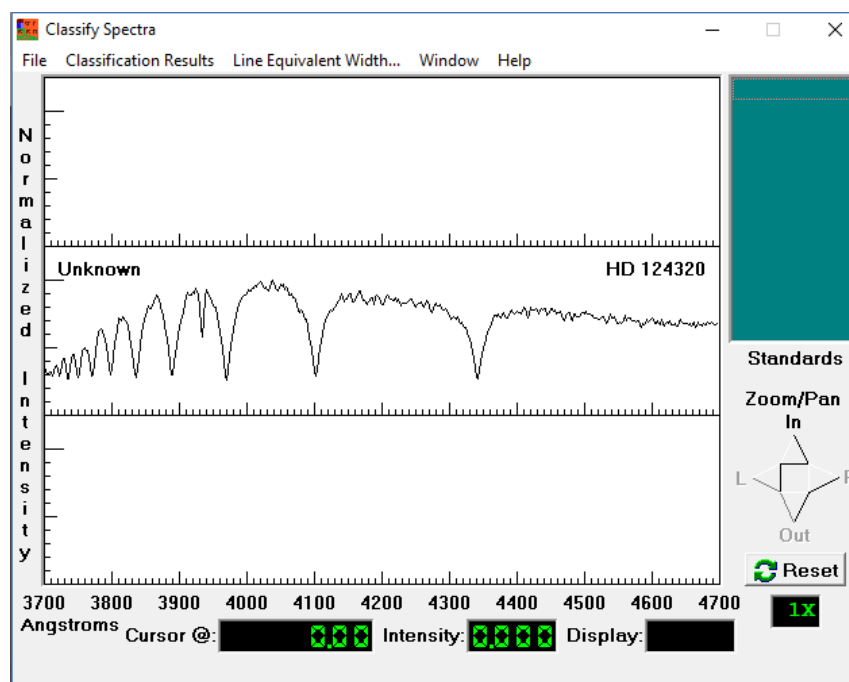 Classify Spectra
File Classification Results Line Equivalent Width... Window Help
Normalized Intensity
Unknown
HD 124320
Standards
Zoom/Pan
In
L
Out
Reset
3700 3800 3900 4000 4100 4200 4300 4400 4500 4600 4700
1X
Angstroms
Cursor @: 0.00 Intensity: 0.000 Display: